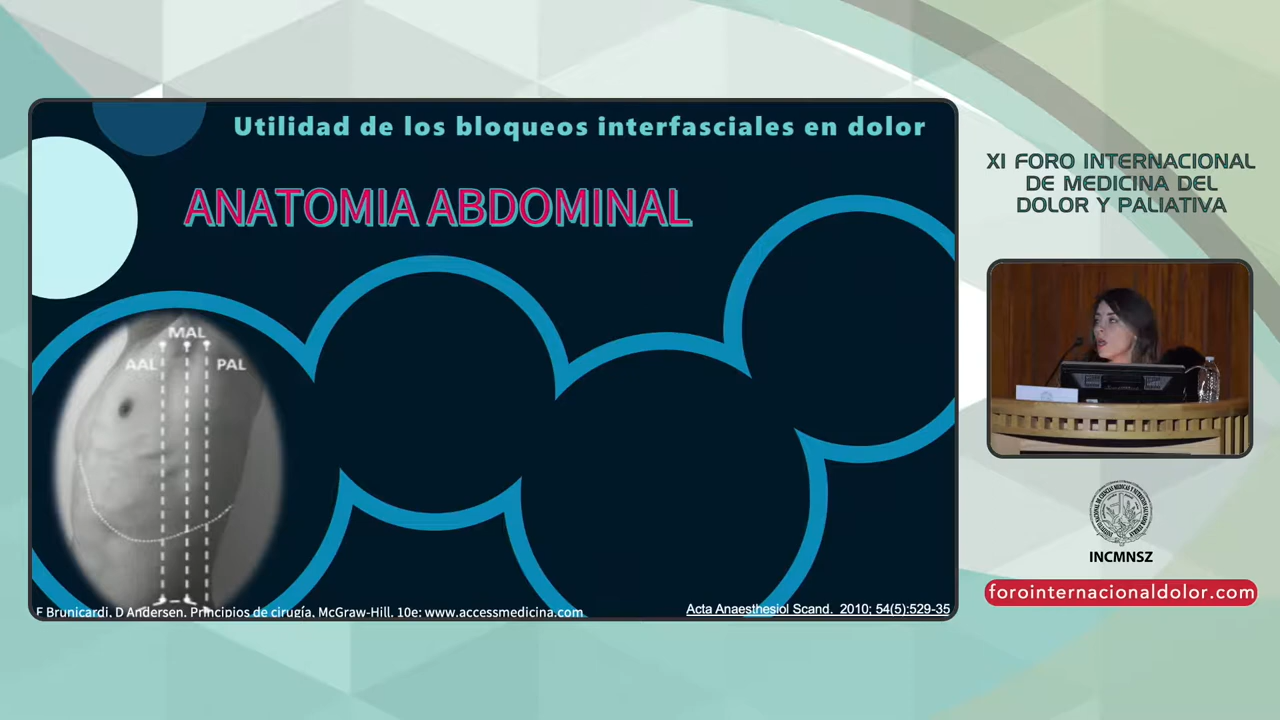 Utilidad de los bloqueos interfasciales en dolor
ANATOMIA ABDOMINAL
MAL
AAL
PAL
F Brunicardi, D Andersen. Principios de cirugía. McGraw-Hill. 10e: www.accessmedicina.com
Acta Anaesthesiol Scand. 2010; 54(5):529-35
XI FORO INTERNACIONAL
DE MEDICINA DEL
DOLOR Y PALIATIVA
INCMNSZ
forointernacionaldolor.com